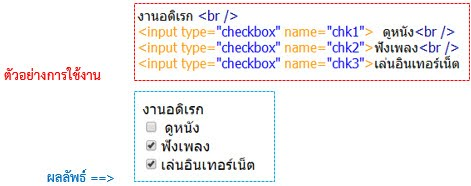 งานอดิเรก <br />
<input type="checkbox" name="chk1"> ดูหนัง<br />
<input type="checkbox" name="chk2">ฟังเพลง<br />
<input type="checkbox" name="chk3">เล่นอินเทอร์เน็ต
ตัวอย่างการใช้งาน
งานอดิเรก
ดูหนัง
ฟังเพลง
เล่นอินเทอร์เน็ต
ผลลัพธ์ ==>